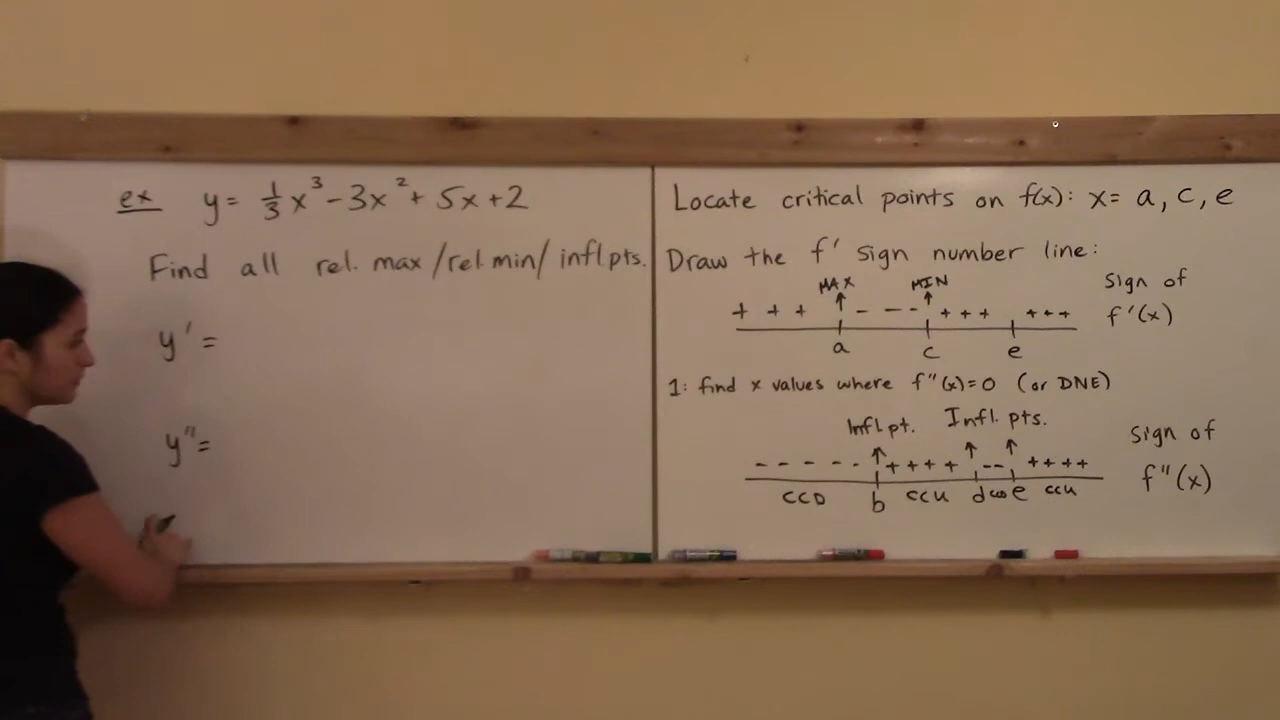 ex y = 1/3 x³ - 3x² + 5x + 2
Find all rel. max / rel. min / infl. pts.
y' =
y" =
Locate critical points on f(x): x = a, c, e
Draw the f' sign number line:
MAX MIN Sign of
+ + + - - - - + + + + + + f'(x)
a c e
1: find x values where f"(x) = 0 (or DNE)
Infl pt. Infl. pts. Sign of
- - - - - + + + + - - + + + + f"(x)
CCD b CCU d CCD e CCU